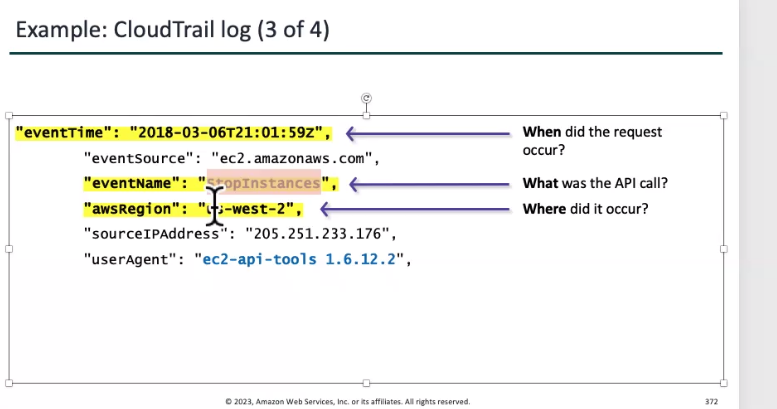 Example: CloudTrail log (3 of 4)
"eventTime": "2018-03-06T21:01:59Z",
When did the request
occur?
"eventSource": "ec2.amazonaws.com",
"eventName": "StopInstances",
What was the API call?
"awsRegion": "us-west-2",
Where did it occur?
"sourceIPAddress": "205.251.233.176",
"userAgent": "ec2-api-tools 1.6.12.2",
© 2023, Amazon Web Services, Inc. or its affiliates. All rights reserved.
372